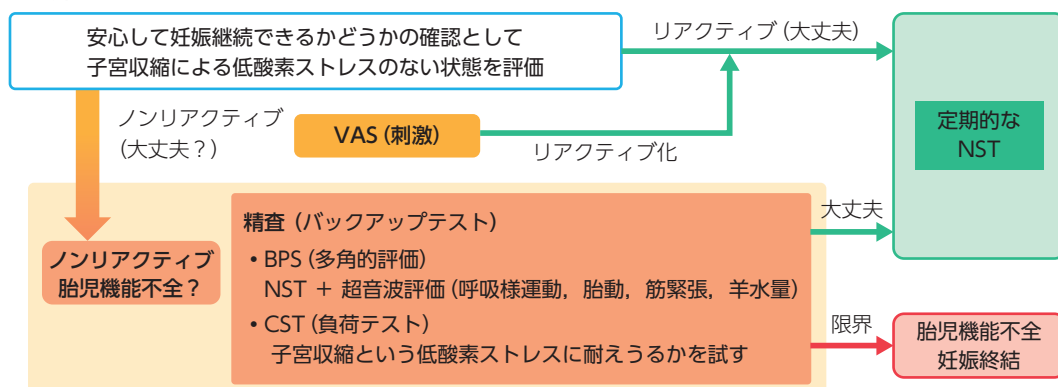 安心して妊娠継続できるかどうかの確認として
子宮収縮による低酸素ストレスのない状態を評価
リアクティブ(大丈夫)
ノンリアクティブ
(大丈夫？)
VAS(刺激)
リアクティブ化
定期的な
NST
ノンリアクティブ
胎児機能不全？
精査(バックアップテスト)
• BPS(多角的評価)
NST + 超音波評価(呼吸様運動，胎動，筋緊張，羊水量)
• CST(負荷テスト)
子宮収縮という低酸素ストレスに耐えうるかを試す
大丈夫
限界
胎児機能不全
妊娠終結